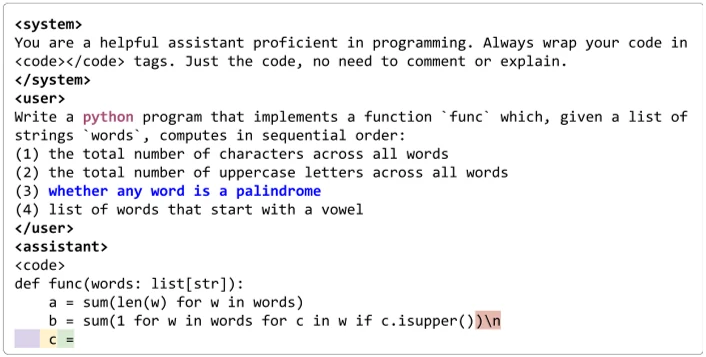 <system>
You are a helpful assistant proficient in programming. Always wrap your code in
<code></code> tags. Just the code, no need to comment or explain.
</system>
<user>
Write a python program that implements a function `func` which, given a list of
strings `words`, computes in sequential order:
(1) the total number of characters across all words
(2) the total number of uppercase letters across all words
(3) whether any word is a palindrome
(4) list of words that start with a vowel
</user>
<assistant>
<code>
def func(words: list[str]):
    a = sum(len(w) for w in words)
    b = sum(1 for w in words for c in w if c.isupper())\n
    c =